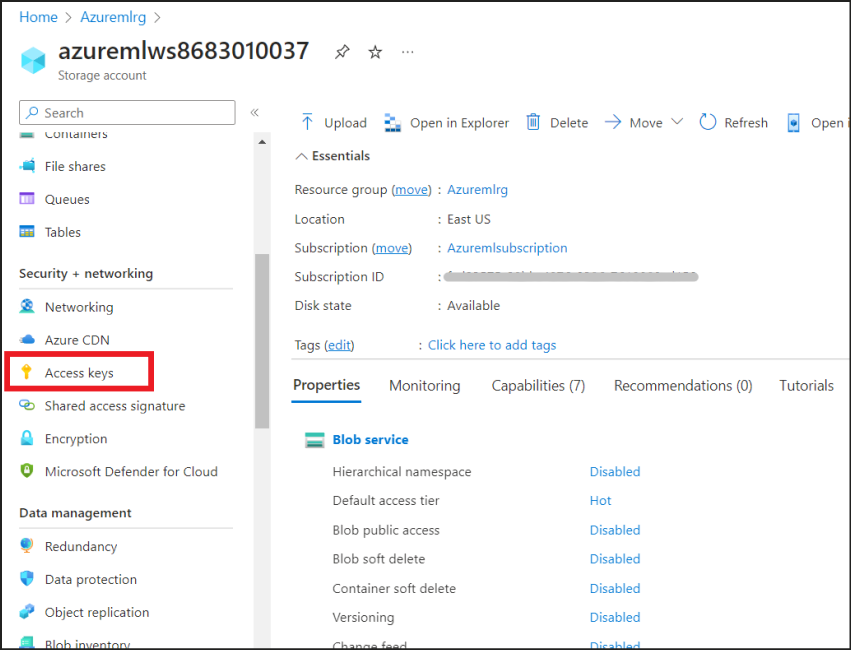 Home > Azuremlrg >
azuremlws8683010037
Storage account
Search
Containers
File shares
Queues
Tables
Security + networking
Networking
Azure CDN
Access keys
Shared access signature
Encryption
Microsoft Defender for Cloud
Data management
Redundancy
Data protection
Object replication
Blob inventory
Upload Open in Explorer Delete Move Refresh Open i
Essentials
Resource group (move) : Azuremlrg
Location : East US
Subscription (move) : Azuremlsubscription
Subscription ID :
Disk state : Available
Tags (edit) : Click here to add tags
Properties Monitoring Capabilities (7) Recommendations (0) Tutorials
Blob service
Hierarchical namespace Disabled
Default access tier Hot
Blob public access Disabled
Blob soft delete Disabled
Container soft delete Disabled
Versioning Disabled
Change feed Disabled